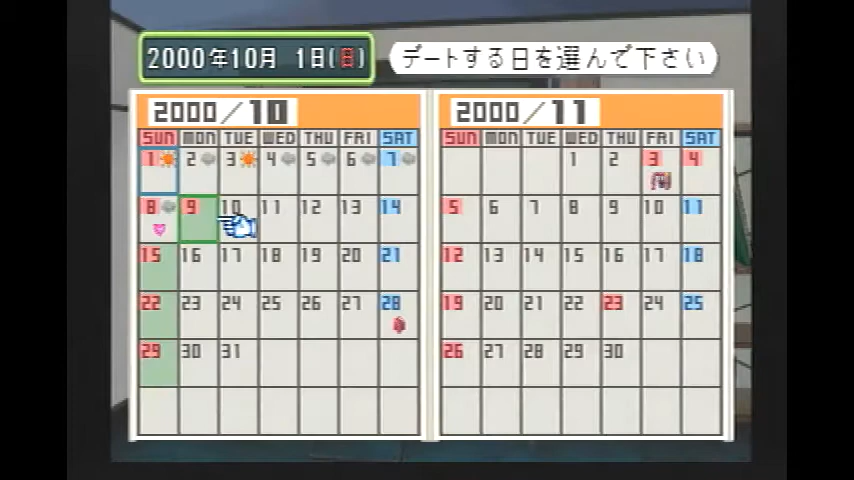 2000年10月 1日(日)
デートする日を選んで下さい
2000/10
SUN MON TUE WED THU FRI SAT
1 2 3 4 5 6 7
8 9 10 11 12 13 14
15 16 17 18 19 20 21
22 23 24 25 26 27 28
29 30 31
2000/11
SUN MON TUE WED THU FRI SAT
1 2 3 4
5 6 7 8 9 10 11
12 13 14 15 16 17 18
19 20 21 22 23 24 25
26 27 28 29 30